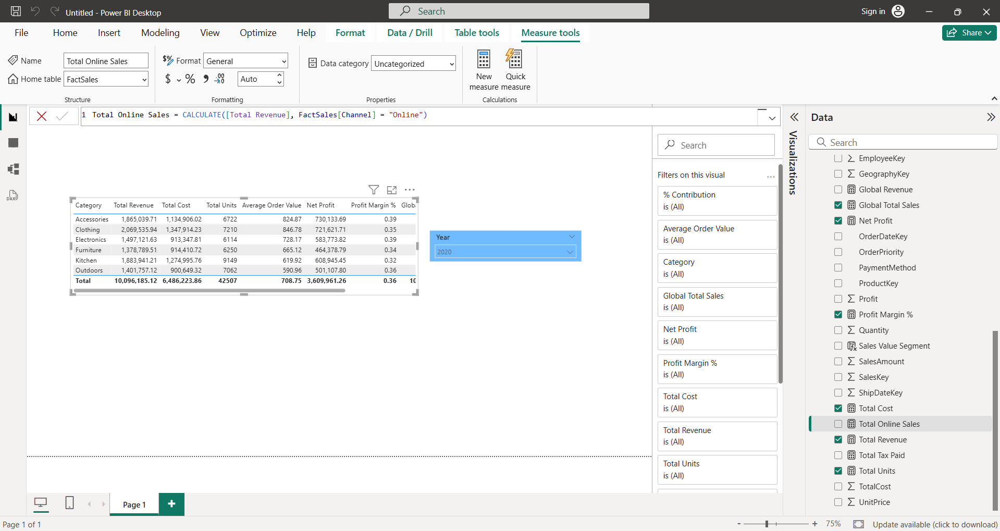 Untitled - Power BI Desktop
Search
Sign in
File Home Insert Modeling View Optimize Help Format Data / Drill Table tools Measure tools
Share
Name Total Online Sales
Home table FactSales
Structure
$% Format General
$ % , .00 .0 Auto
Formatting
Data category Uncategorized
Properties
New measure
Quick measure
Calculations
1 Total Online Sales = CALCULATE([Total Revenue], FactSales[Channel] = "Online")
DAX
Category Total Revenue Total Cost Total Units Average Order Value Net Profit Profit Margin % Globa
Accessories 1,865,039.71 1,134,906.02 6722 824.87 730,133.69 0.39
Clothing 2,069,535.94 1,347,914.23 7210 846.78 721,621.71 0.35
Electronics 1,497,121.63 913,347.81 6114 728.17 583,773.82 0.39
Furniture 1,378,789.51 914,410.72 6250 665.12 464,378.79 0.34
Kitchen 1,883,941.21 1,274,995.76 9149 619.92 608,945.45 0.32
Outdoors 1,401,757.12 900,649.32 7062 590.96 501,107.80 0.36
Total 10,096,185.12 6,486,223.86 42507 708.75 3,609,961.26 0.36 10
Year
2020
Search
Filters on this visual ...
% Contribution
is (All)
Average Order Value
is (All)
Category
is (All)
Global Total Sales
is (All)
Net Profit
is (All)
Profit Margin %
is (All)
Total Cost
is (All)
Total Revenue
is (All)
Total Units
is (All)
Visualizations
Data
Search
EmployeeKey
GeographyKey
Global Revenue
Global Total Sales
Net Profit
OrderDateKey
OrderPriority
PaymentMethod
ProductKey
Profit
Profit Margin %
Quantity
Sales Value Segment
SalesAmount
SalesKey
ShipDateKey
Total Cost
Total Online Sales
Total Revenue
Total Tax Paid
Total Units
TotalCost
UnitPrice
Page 1
Page 1 of 1
- + 75%
Update available (click to download)